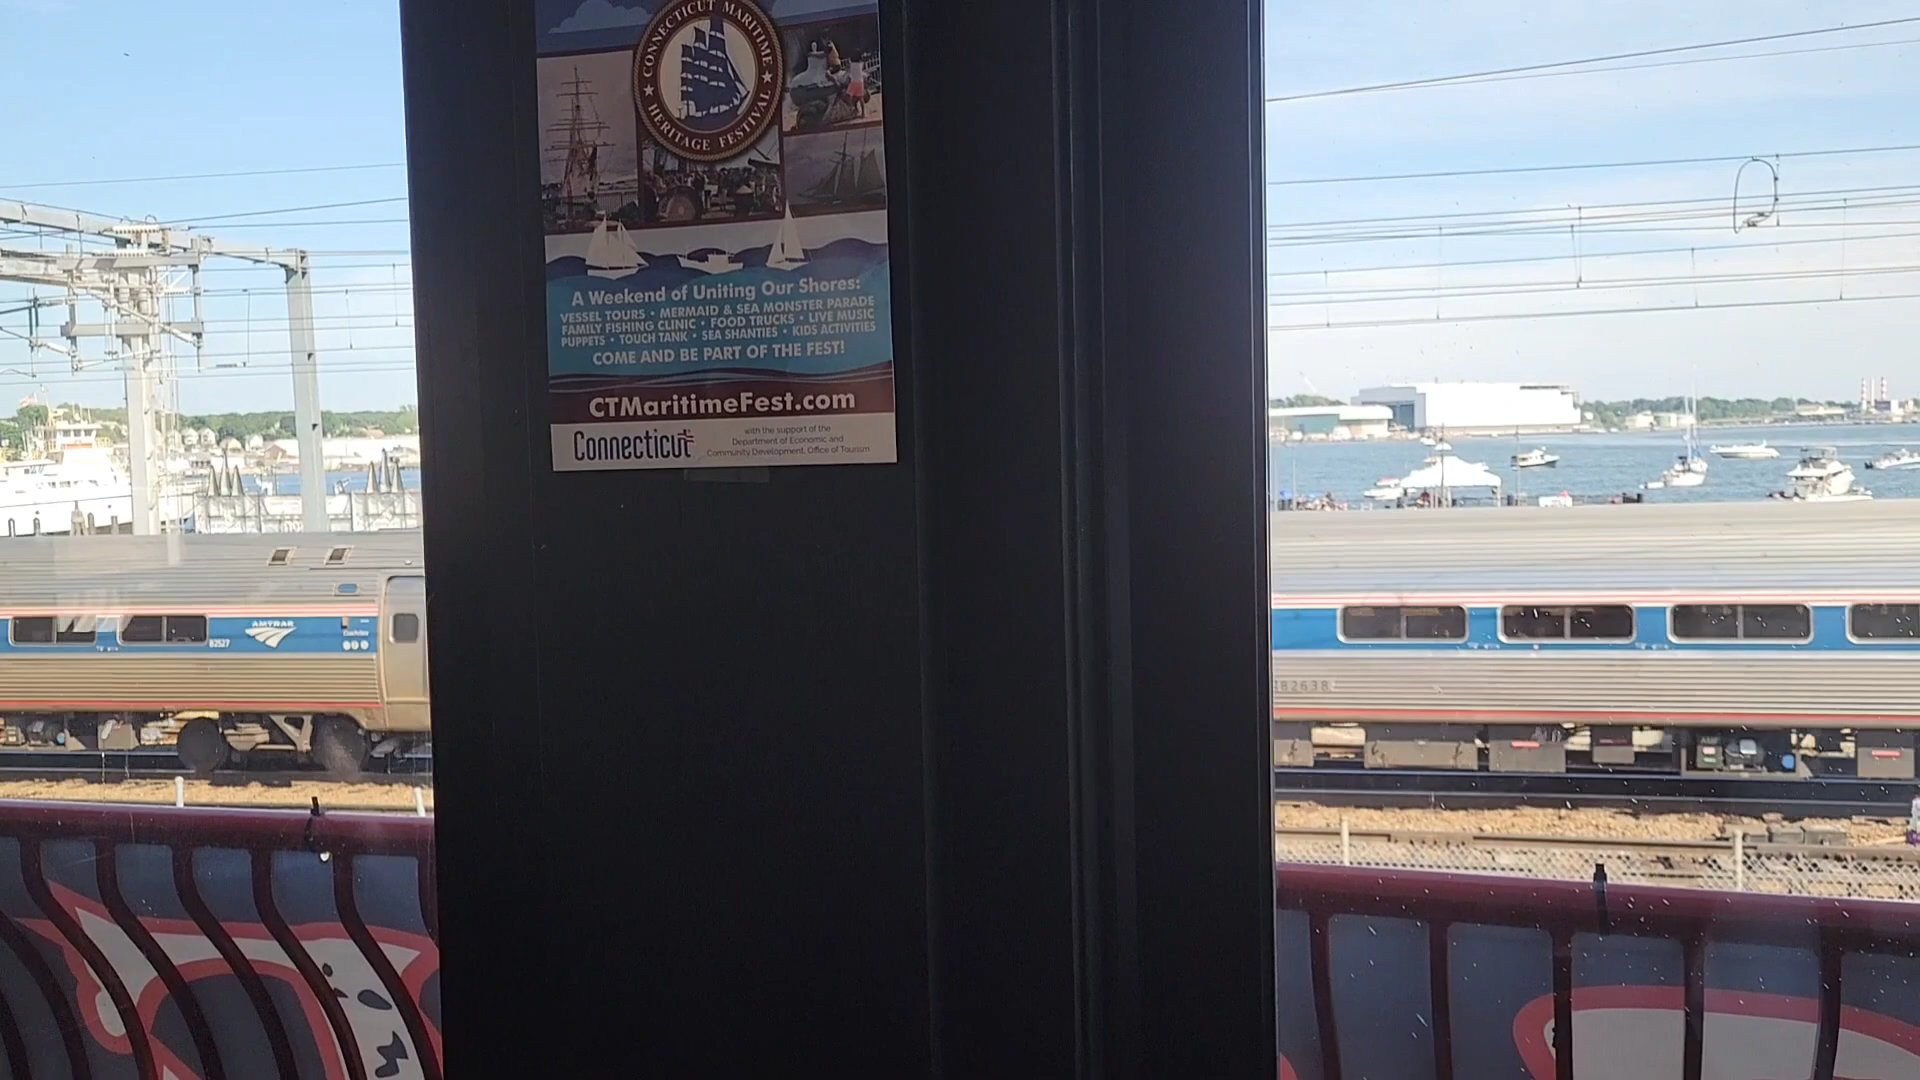 CONNECTICUT MARITIME
★ HERITAGE FESTIVAL ★
A Weekend of Uniting Our Shores:
VESSEL TOURS • MERMAID & SEA MONSTER PARADE
FAMILY FISHING CLINIC • FOOD TRUCKS • LIVE MUSIC
PUPPETS • TOUCH TANK • SEA SHANTIES • KIDS ACTIVITIES
COME AND BE PART OF THE FEST!
CTMaritimeFest.com
Connecticut
with the support of the
Department of Economic and
Community Development, Office of Tourism
AMTRAK
82527
82638